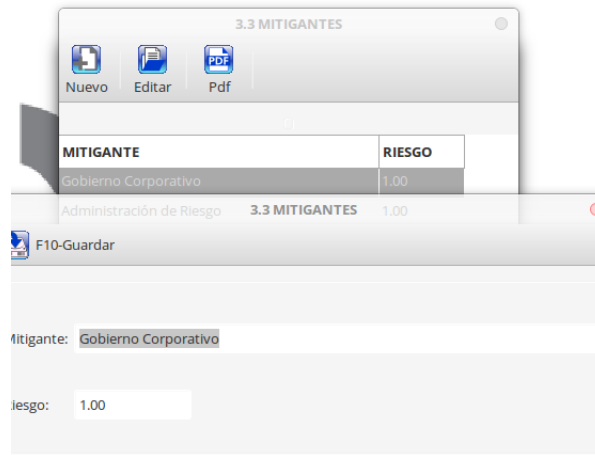 3.3 MITIGANTES
Nuevo Editar Pdf
MITIGANTE RIESGO
Gobierno Corporativo 1.00
Administración de Riesgo 1.00
3.3 MITIGANTES
F10-Guardar
Mitigante: Gobierno Corporativo
Riesgo: 1.00